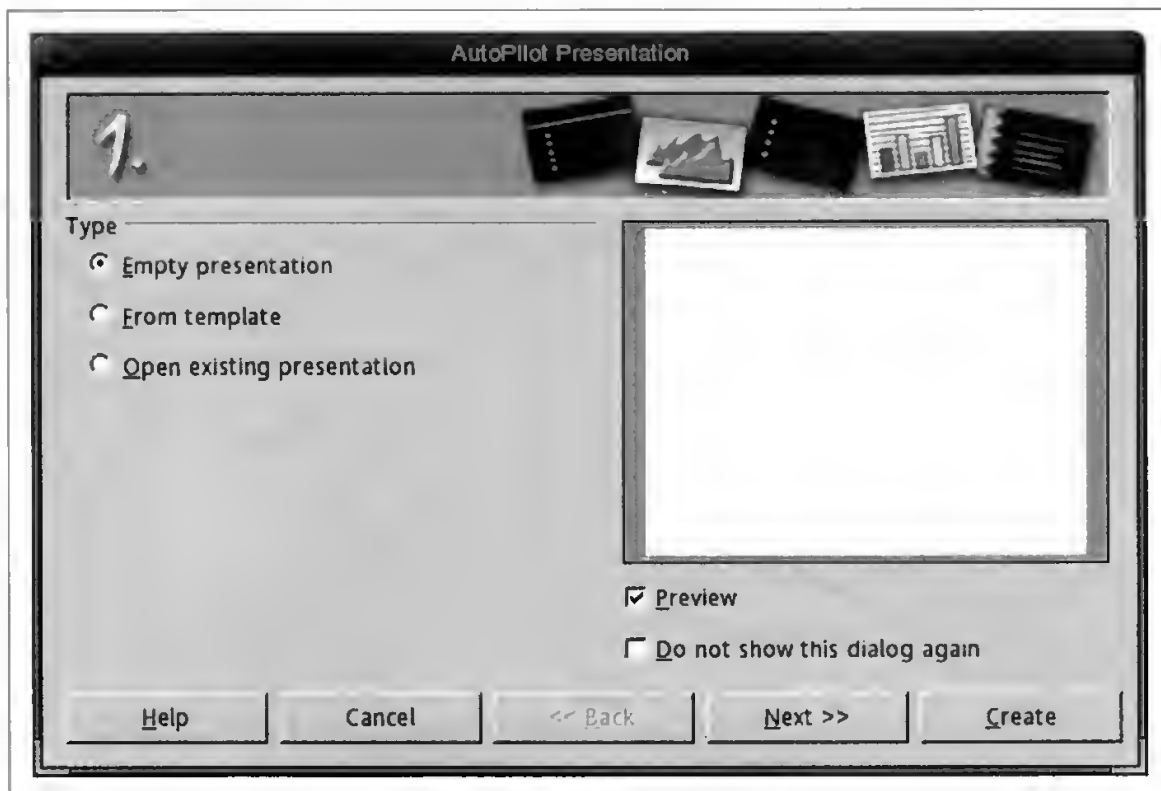 AutoPilot Presentation
1.
Type
Empty presentation
From template
Open existing presentation
Preview
Do not show this dialog again
Help
Cancel
<< Back
Next >>
Create